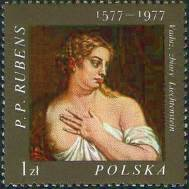 1577-1977
P. P. RUBENS
Vaduz, zbiory Liechtenstein
1 zł
POLSKA